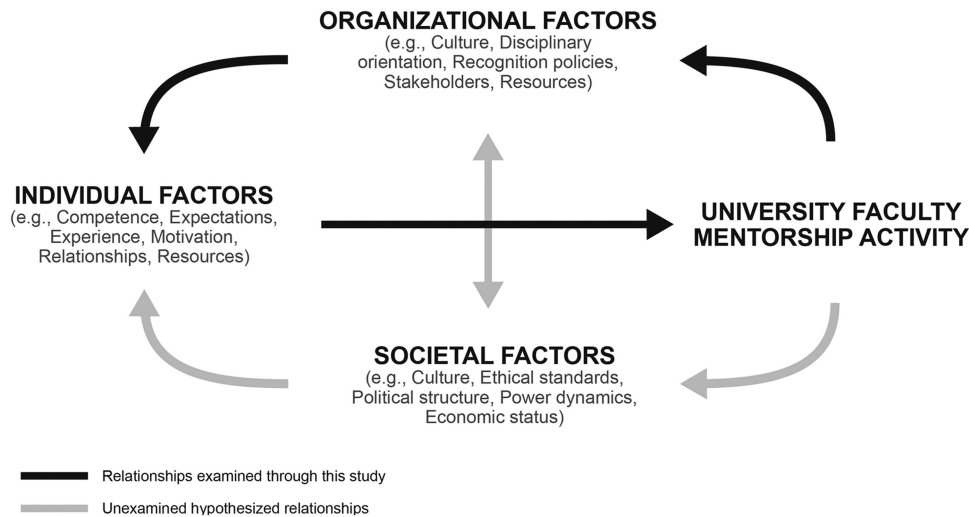 ORGANIZATIONAL FACTORS
(e.g., Culture, Disciplinary
orientation, Recognition policies,
Stakeholders, Resources)
INDIVIDUAL FACTORS
(e.g., Competence, Expectations,
Experience, Motivation,
Relationships, Resources)
UNIVERSITY FACULTY
MENTORSHIP ACTIVITY
SOCIETAL FACTORS
(e.g., Culture, Ethical standards,
Political structure, Power dynamics,
Economic status)
Relationships examined through this study
Unexamined hypothesized relationships